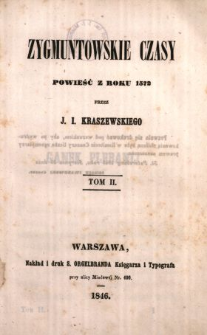 ZYGMUNTOWSKIE CZASY
POWIEŚĆ Z ROKU 1572
PRZEZ
J. I. KRASZEWSKIEGO
TOM II.
WARSZAWA,
Nakład i druk S. ORGELBRANDA Księgarza i Typografa
przy ulicy Miodowej Nr. 496.
1846.